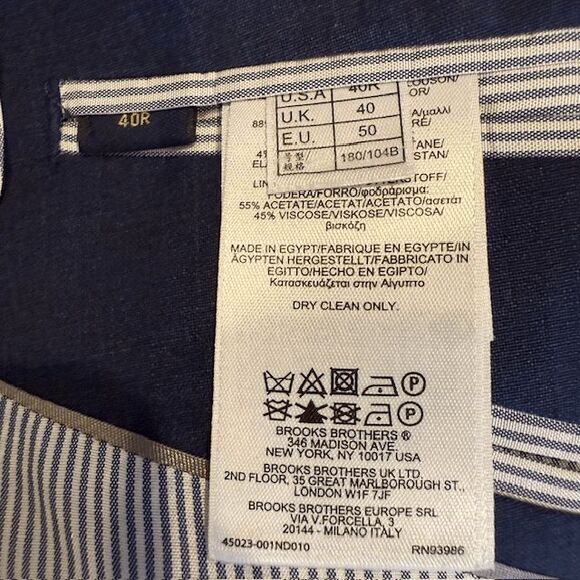 40R
U.S.A 40R
U.K. 40
E.U. 50
号型/规格 180/104B
OR/
PODERA/FORRO/φοδράρισμα:
55% ACETATE/ACETAT/ACETATO/ασετάτ
45% VISCOSE/VISKOSE/VISCOSA/
βισκόζη
MADE IN EGYPT/FABRIQUE EN EGYPTE/IN
ÄGYPTEN HERGESTELLT/FABBRICATO IN
EGITTO/HECHO EN EGIPTO/
Κατασκευάζεται στην Αίγυπτο
DRY CLEAN ONLY.
BROOKS BROTHERS ®
346 MADISON AVE.
NEW YORK, NY 10017 USA
BROOKS BROTHERS UK LTD
2ND FLOOR, 35 GREAT MARLBOROUGH ST.,
LONDON W1F 7JF
BROOKS BROTHERS EUROPE SRL
VIA V.FORCELLA, 3
20144 - MILANO ITALY
45023-001ND010 RN93986